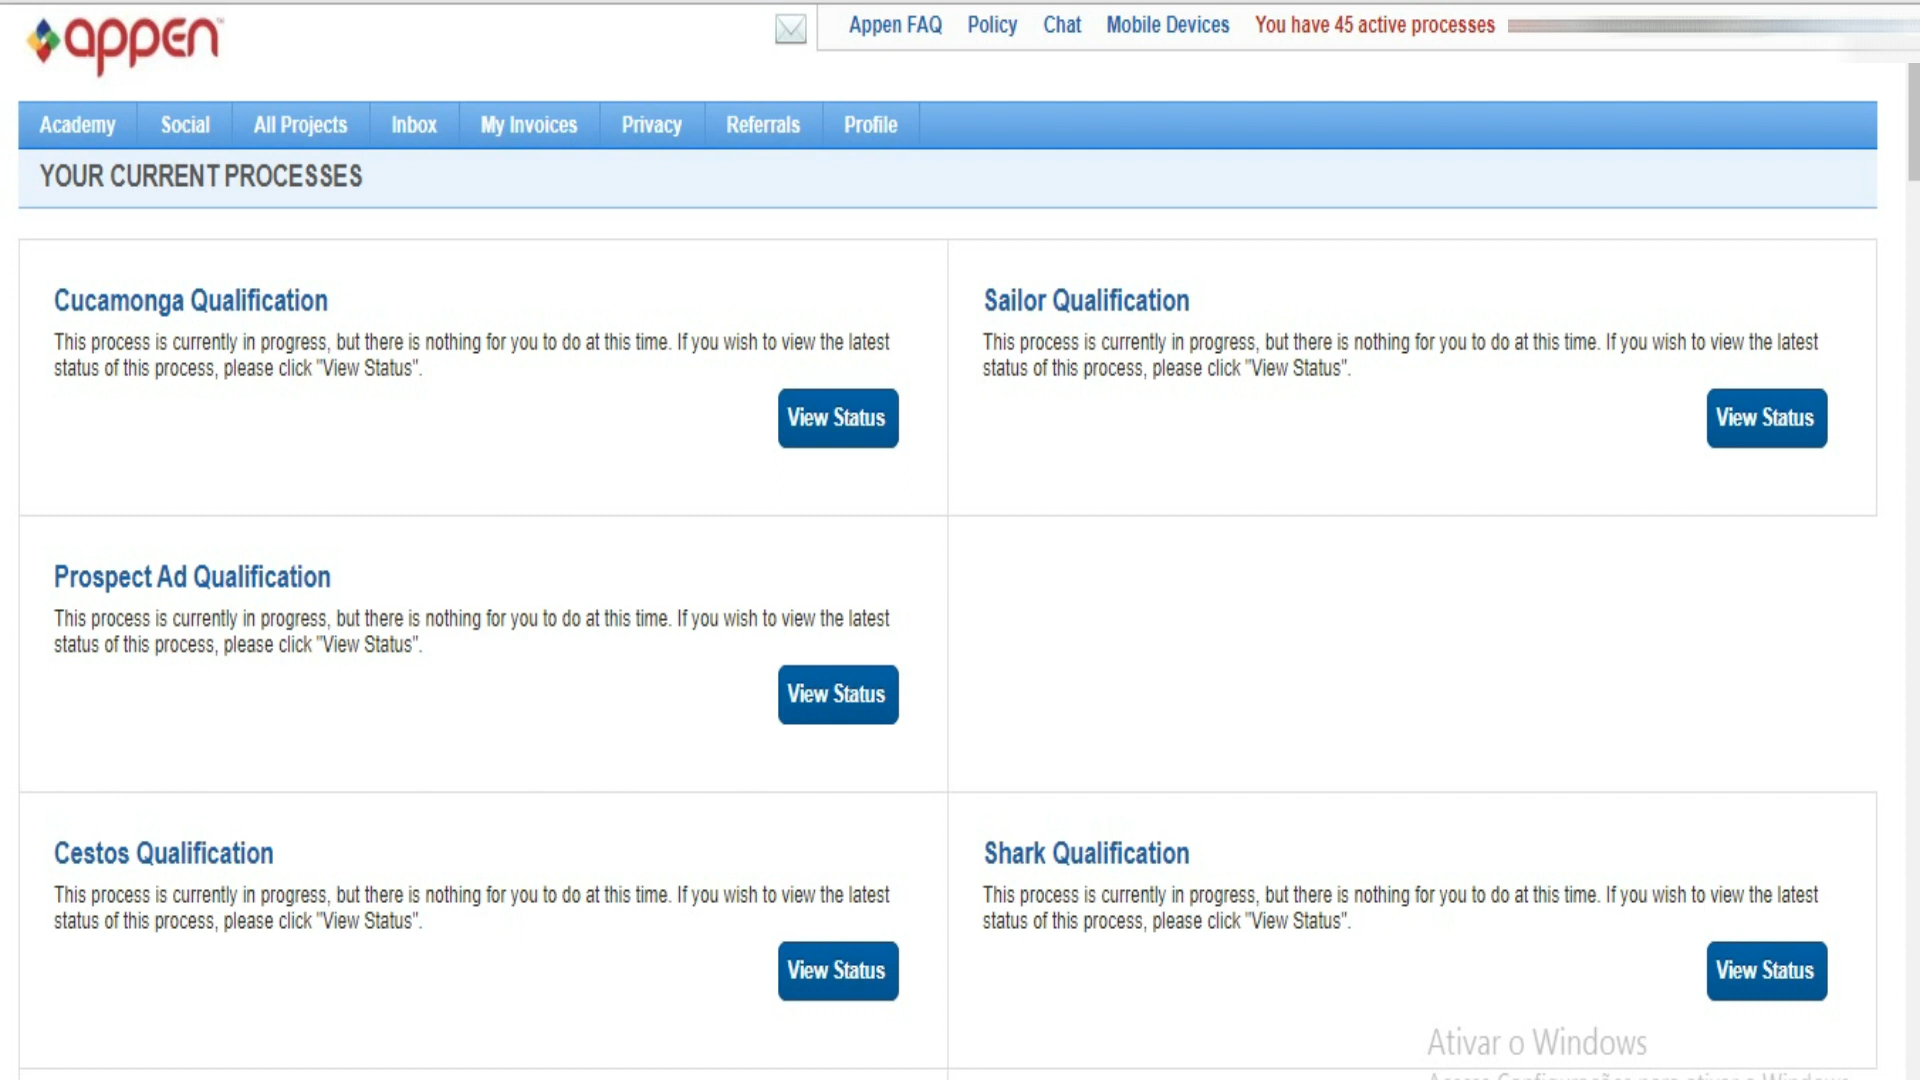 appen™
Appen FAQ Policy Chat Mobile Devices You have 45 active processes
Academy Social All Projects Inbox My Invoices Privacy Referrals Profile
YOUR CURRENT PROCESSES
Cucamonga Qualification
This process is currently in progress, but there is nothing for you to do at this time. If you wish to view the latest
status of this process, please click "View Status".
View Status
Sailor Qualification
This process is currently in progress, but there is nothing for you to do at this time. If you wish to view the latest
status of this process, please click "View Status".
View Status
Prospect Ad Qualification
This process is currently in progress, but there is nothing for you to do at this time. If you wish to view the latest
status of this process, please click "View Status".
View Status
Cestos Qualification
This process is currently in progress, but there is nothing for you to do at this time. If you wish to view the latest
status of this process, please click "View Status".
View Status
Shark Qualification
This process is currently in progress, but there is nothing for you to do at this time. If you wish to view the latest
status of this process, please click "View Status".
View Status
Ativar o Windows